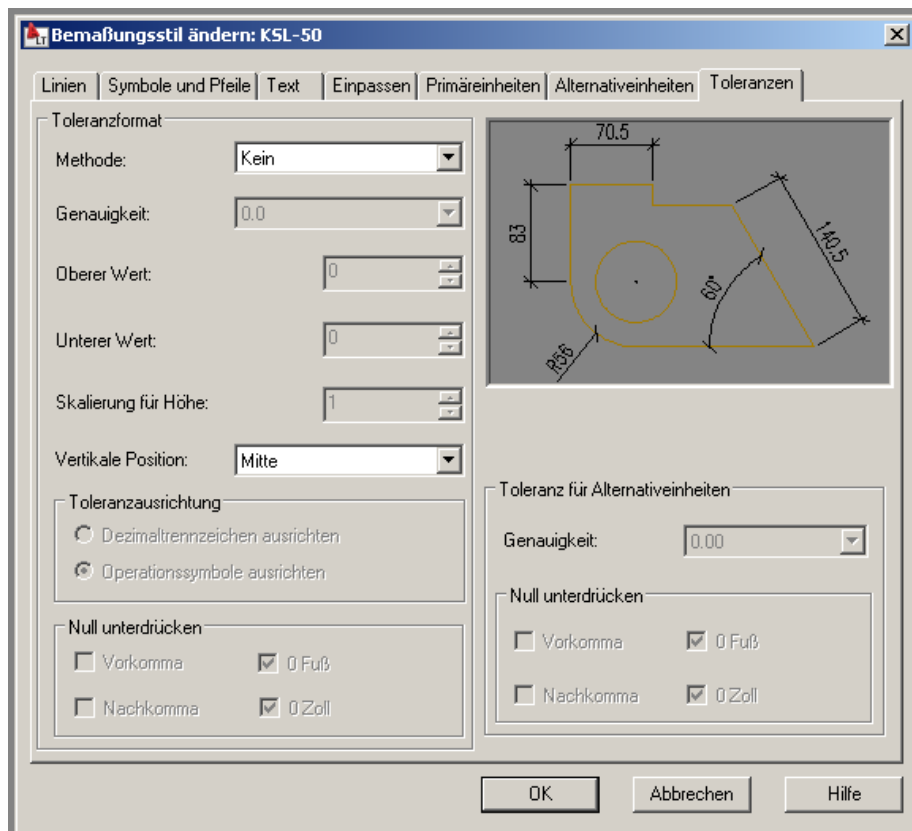 LT Bemaßungsstil ändern: KSL-50
Linien Symbole und Pfeile Text Einpassen Primäreinheiten Alternativeinheiten Toleranzen
Toleranzformat
Methode: Kein
Genauigkeit: 0.0
Oberer Wert: 0
Unterer Wert: 0
Skalierung für Höhe: 1
Vertikale Position: Mitte
Toleranzausrichtung
Dezimaltrennzeichen ausrichten
Operationssymbole ausrichten
Null unterdrücken
Vorkomma 0 Fuß
Nachkomma 0 Zoll
70.5
83
140.5
60°
R56
Toleranz für Alternativeinheiten
Genauigkeit: 0.00
Null unterdrücken
Vorkomma 0 Fuß
Nachkomma 0 Zoll
OK Abbrechen Hilfe